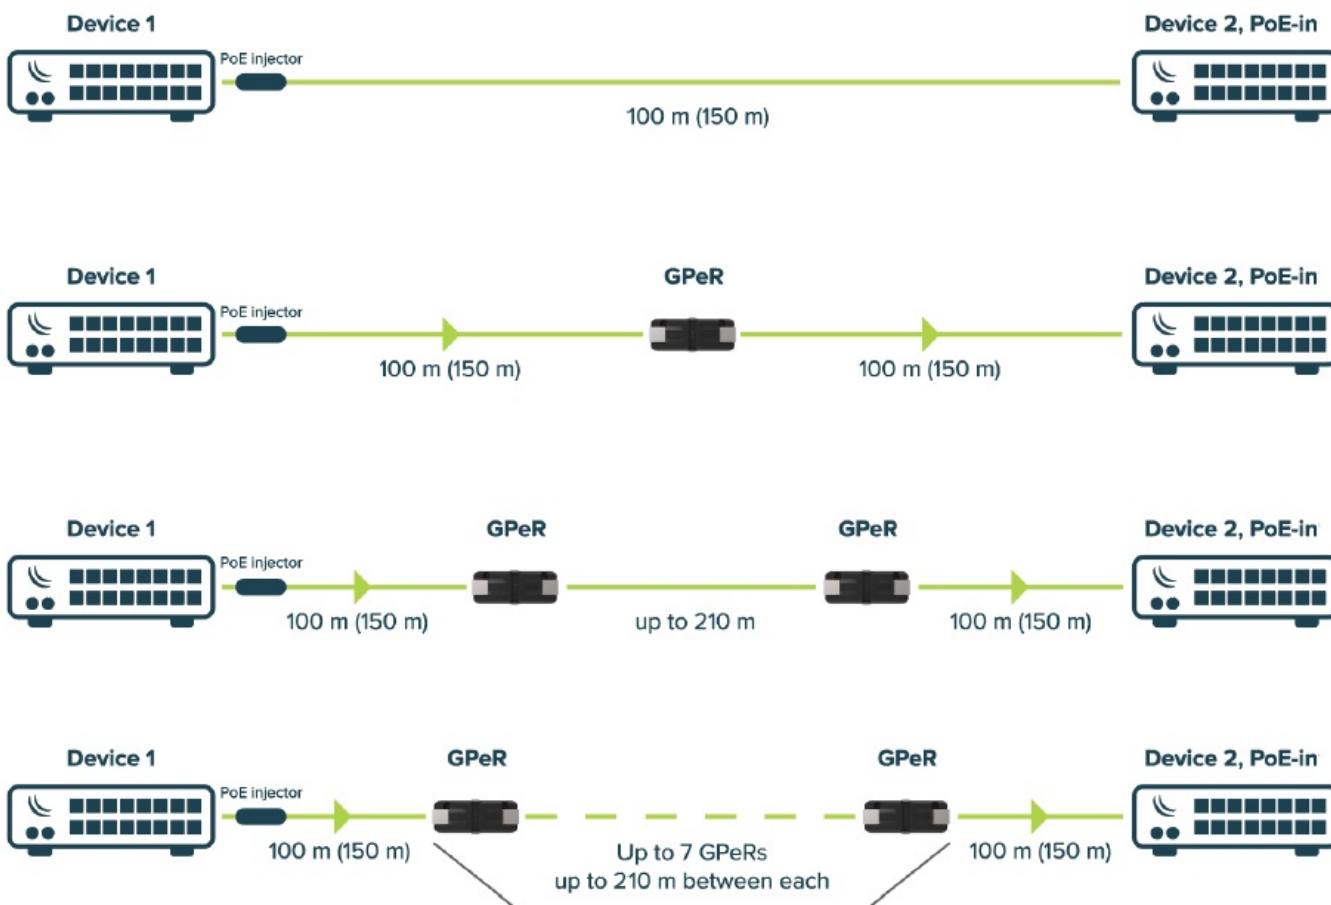 Device 1
Device 2, PoE-in
PoE injector
100 m (150 m)
Device 1
GPeR
Device 2, PoE-in
PoE injector
100 m (150 m)
100 m (150 m)
Device 1
GPeR
GPeR
Device 2, PoE-in
PoE injector
100 m (150 m)
up to 210 m
100 m (150 m)
Device 1
GPeR
GPeR
Device 2, PoE-in
PoE injector
100 m (150 m)
Up to 7 GPeRs
up to 210 m between each
100 m (150 m)